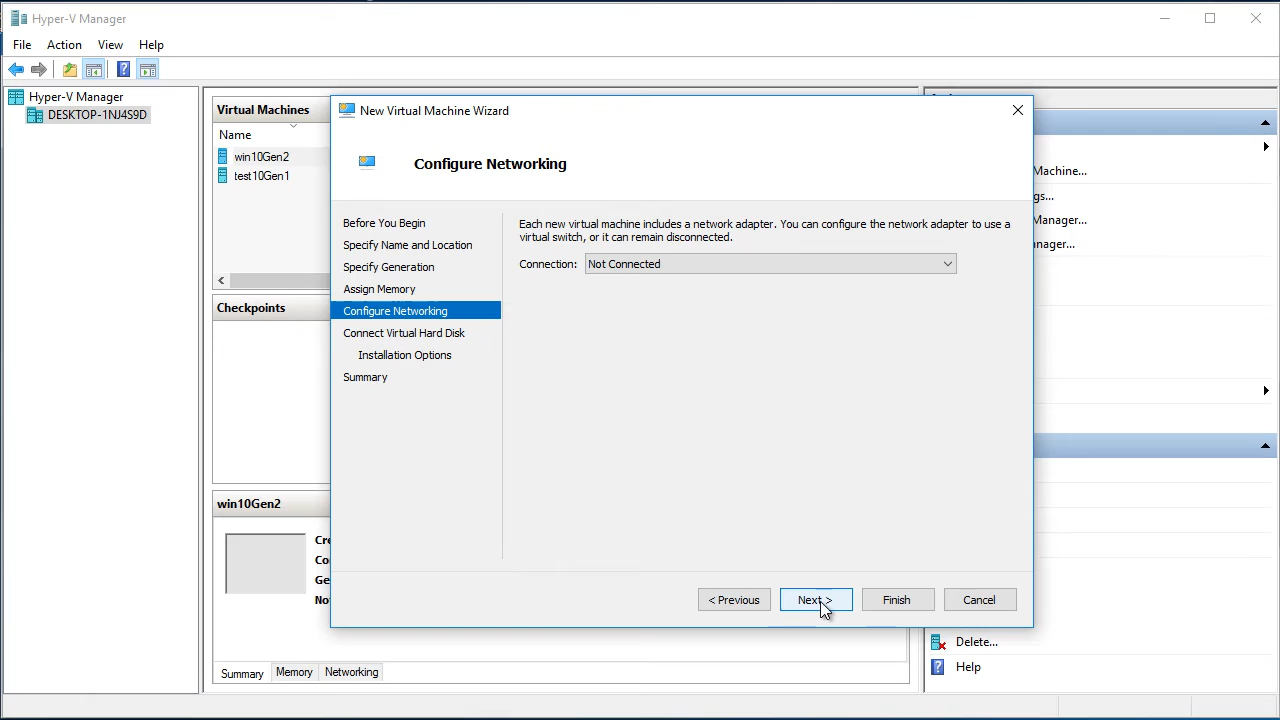 Hyper-V Manager
File Action View Help
Hyper-V Manager
DESKTOP-1NJ4S9D
Virtual Machines
Name
win10Gen2
test10Gen1
Checkpoints
win10Gen2
Summary Memory Networking
New Virtual Machine Wizard
Configure Networking
Before You Begin
Specify Name and Location
Specify Generation
Assign Memory
Configure Networking
Connect Virtual Hard Disk
Installation Options
Summary
Each new virtual machine includes a network adapter. You can configure the network adapter to use a
virtual switch, or it can remain disconnected.
Connection: Not Connected
< Previous Next > Finish Cancel
Machine...
gs...
Manager...
nager...
Delete...
Help